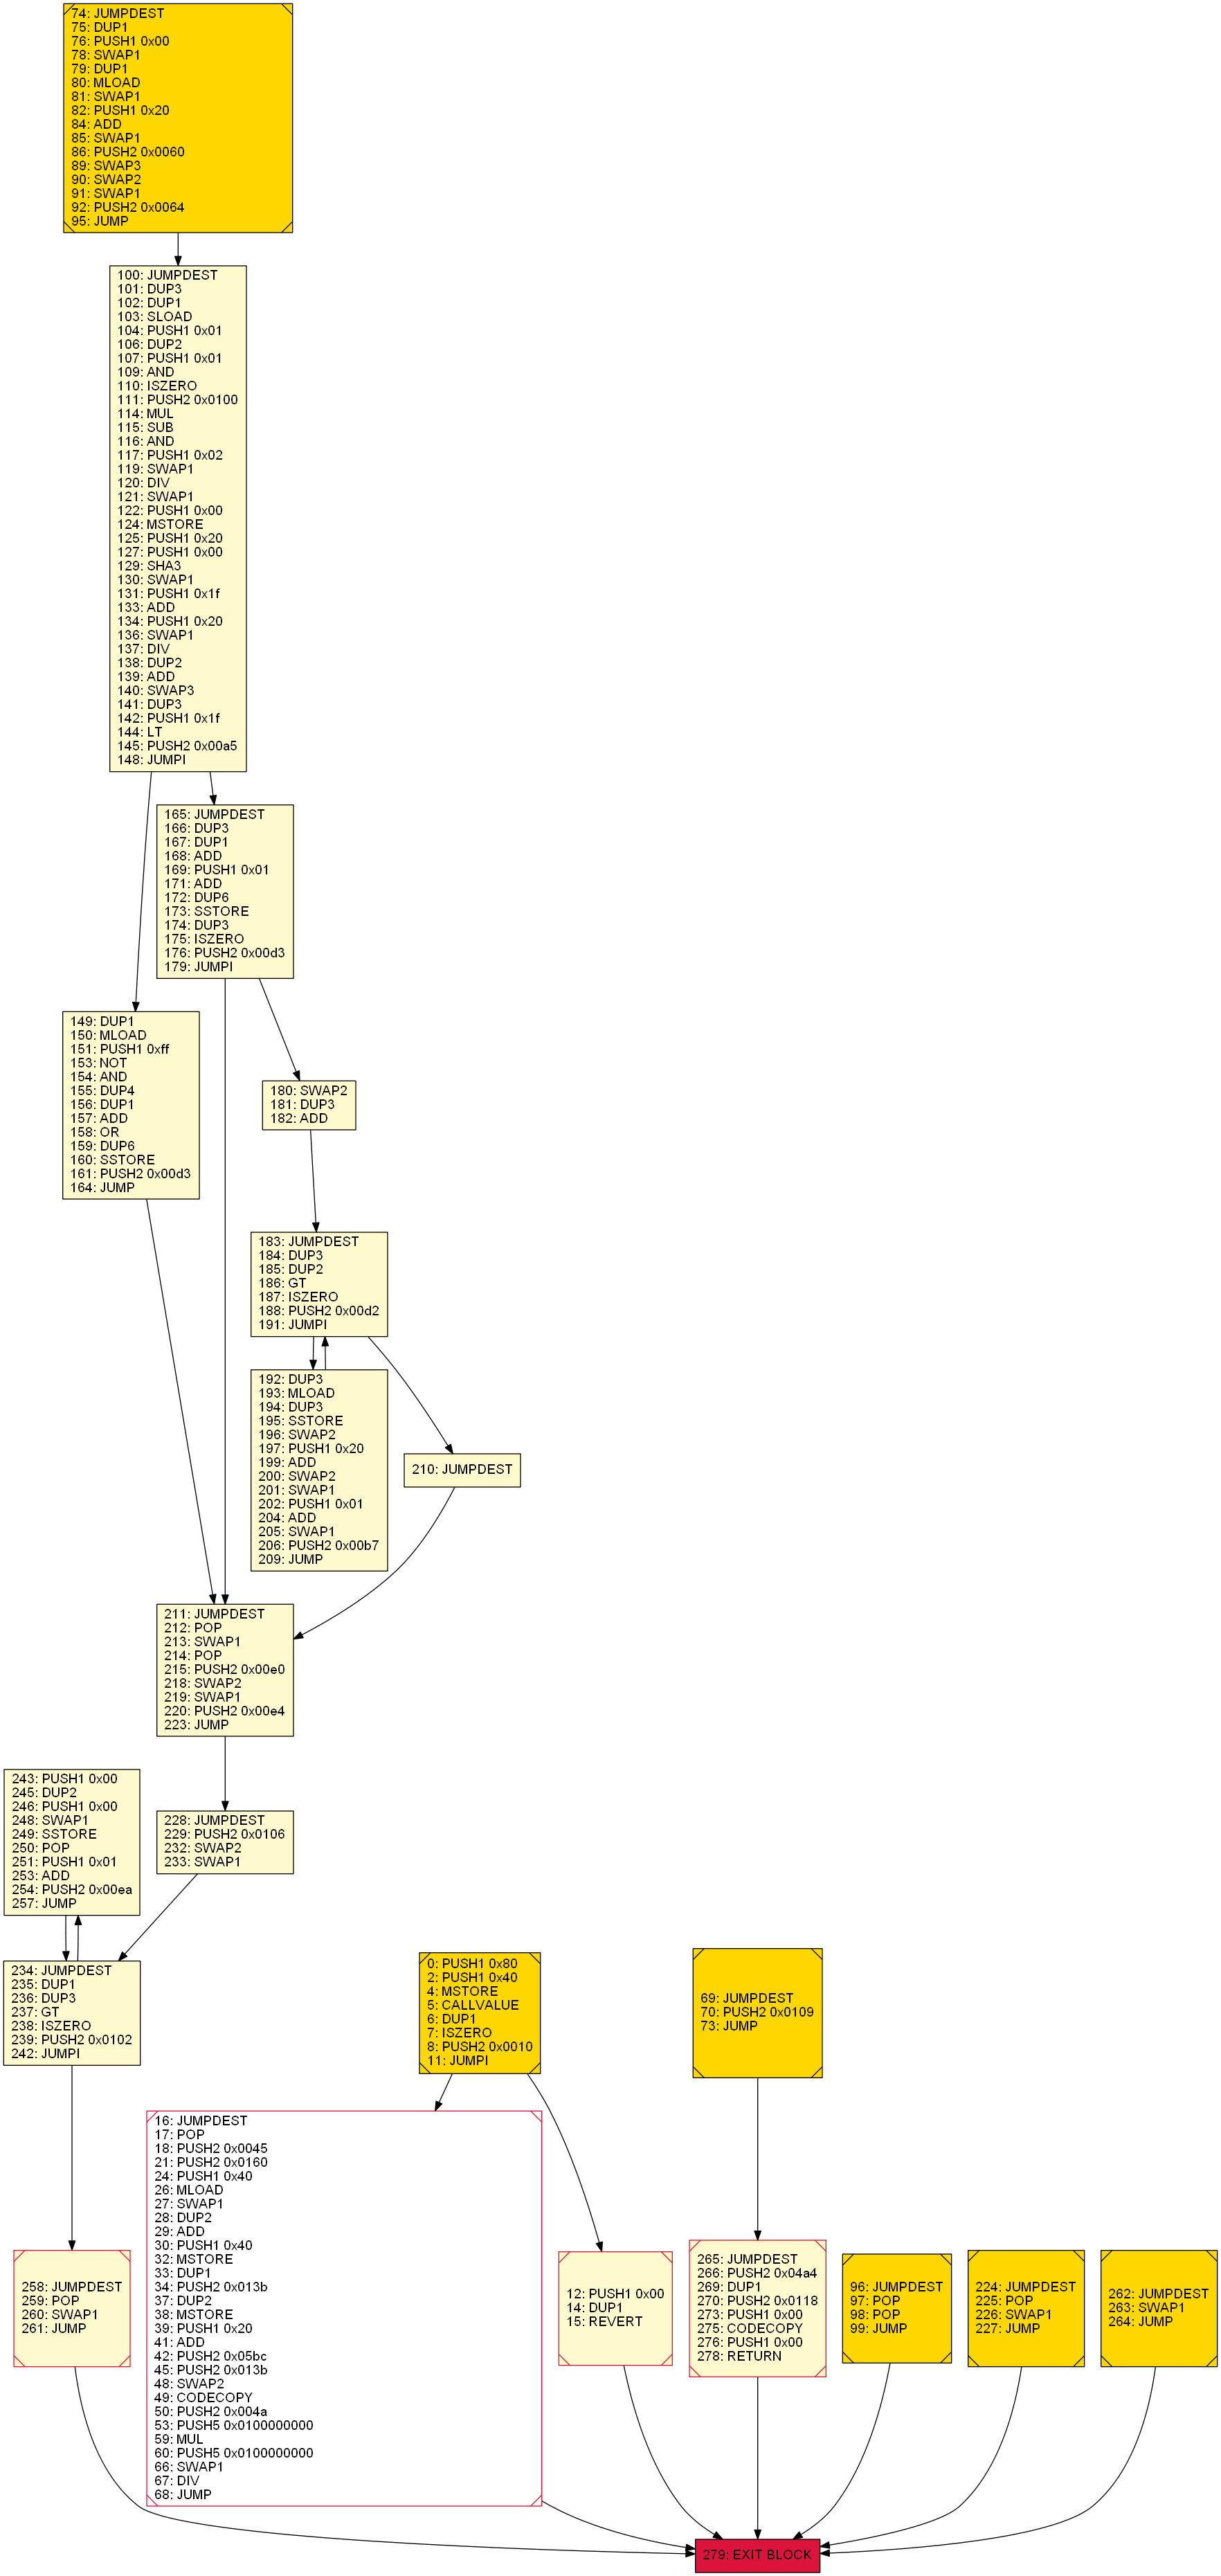 74: JUMPDEST
75: DUP1
76: PUSH1 0x00
78: SWAP1
79: DUP1
80: MLOAD
81: SWAP1
82: PUSH1 0x20
84: ADD
85: SWAP1
86: PUSH2 0x0060
89: SWAP3
90: SWAP2
91: SWAP1
92: PUSH2 0x0064
95: JUMP
100: JUMPDEST
101: DUP3
102: DUP1
103: SLOAD
104: PUSH1 0x01
106: DUP2
107: PUSH1 0x01
109: AND
110: ISZERO
111: PUSH2 0x0100
114: MUL
115: SUB
116: AND
117: PUSH1 0x02
119: SWAP1
120: DIV
121: SWAP1
122: PUSH1 0x00
124: MSTORE
125: PUSH1 0x20
127: PUSH1 0x00
129: SHA3
130: SWAP1
131: PUSH1 0x1f
133: ADD
134: PUSH1 0x20
136: SWAP1
137: DIV
138: DUP2
139: ADD
140: SWAP3
141: DUP3
142: PUSH1 0x1f
144: LT
145: PUSH2 0x00a5
148: JUMPI
165: JUMPDEST
166: DUP3
167: DUP1
168: ADD
169: PUSH1 0x01
171: ADD
172: DUP6
173: SSTORE
174: DUP3
175: ISZERO
176: PUSH2 0x00d3
179: JUMPI
149: DUP1
150: MLOAD
151: PUSH1 0xff
153: NOT
154: AND
155: DUP4
156: DUP1
157: ADD
158: OR
159: DUP6
160: SSTORE
161: PUSH2 0x00d3
164: JUMP
180: SWAP2
181: DUP3
182: ADD
183: JUMPDEST
184: DUP3
185: DUP2
186: GT
187: ISZERO
188: PUSH2 0x00d2
191: JUMPI
192: DUP3
193: MLOAD
194: DUP3
195: SSTORE
196: SWAP2
197: PUSH1 0x20
199: ADD
200: SWAP2
201: SWAP1
202: PUSH1 0x01
204: ADD
205: SWAP1
206: PUSH2 0x00b7
209: JUMP
210: JUMPDEST
211: JUMPDEST
212: POP
213: SWAP1
214: POP
215: PUSH2 0x00e0
218: SWAP2
219: SWAP1
220: PUSH2 0x00e4
223: JUMP
243: PUSH1 0x00
245: DUP2
246: PUSH1 0x00
248: SWAP1
249: SSTORE
250: POP
251: PUSH1 0x01
253: ADD
254: PUSH2 0x00ea
257: JUMP
228: JUMPDEST
229: PUSH2 0x0106
232: SWAP2
233: SWAP1
234: JUMPDEST
235: DUP1
236: DUP3
237: GT
238: ISZERO
239: PUSH2 0x0102
242: JUMPI
0: PUSH1 0x80
2: PUSH1 0x40
4: MSTORE
5: CALLVALUE
6: DUP1
7: ISZERO
8: PUSH2 0x0010
11: JUMPI
69: JUMPDEST
70: PUSH2 0x0109
73: JUMP
258: JUMPDEST
259: POP
260: SWAP1
261: JUMP
16: JUMPDEST
17: POP
18: PUSH2 0x0045
21: PUSH2 0x0160
24: PUSH1 0x40
26: MLOAD
27: SWAP1
28: DUP2
29: ADD
30: PUSH1 0x40
32: MSTORE
33: DUP1
34: PUSH2 0x013b
37: DUP2
38: MSTORE
39: PUSH1 0x20
41: ADD
42: PUSH2 0x05bc
45: PUSH2 0x013b
48: SWAP2
49: CODECOPY
50: PUSH2 0x004a
53: PUSH5 0x0100000000
59: MUL
60: PUSH5 0x0100000000
66: SWAP1
67: DIV
68: JUMP
12: PUSH1 0x00
14: DUP1
15: REVERT
265: JUMPDEST
266: PUSH2 0x04a4
269: DUP1
270: PUSH2 0x0118
273: PUSH1 0x00
275: CODECOPY
276: PUSH1 0x00
278: RETURN
96: JUMPDEST
97: POP
98: POP
99: JUMP
224: JUMPDEST
225: POP
226: SWAP1
227: JUMP
262: JUMPDEST
263: SWAP1
264: JUMP
279: EXIT BLOCK